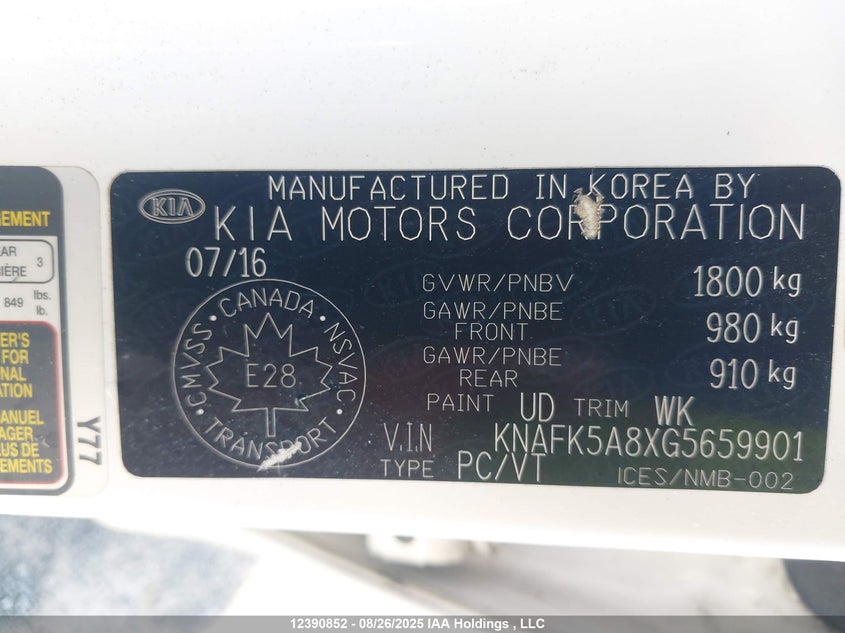 GEMENT
AR
IÈRE 3
849 lbs.
lb.
ER'S
FOR
NAL
ATION
MANUEL
AGER
LUS DE
EMENTS
Y77
KIA
MANUFACTURED IN KOREA BY
KIA MOTORS CORPORATION
07/16
GVWR/PNBV 1800 kg
GAWR/PNBE
FRONT 980 kg
GAWR/PNBE
REAR 910 kg
PAINT UD TRIM WK
V.I.N KNAFK5A8XG5659901
TYPE PC/VT ICES/NMB-002
CMVSS · CANADA · NSVAC · TRANSPORT
E28
12390852 - 08/26/2025 IAA Holdings , LLC